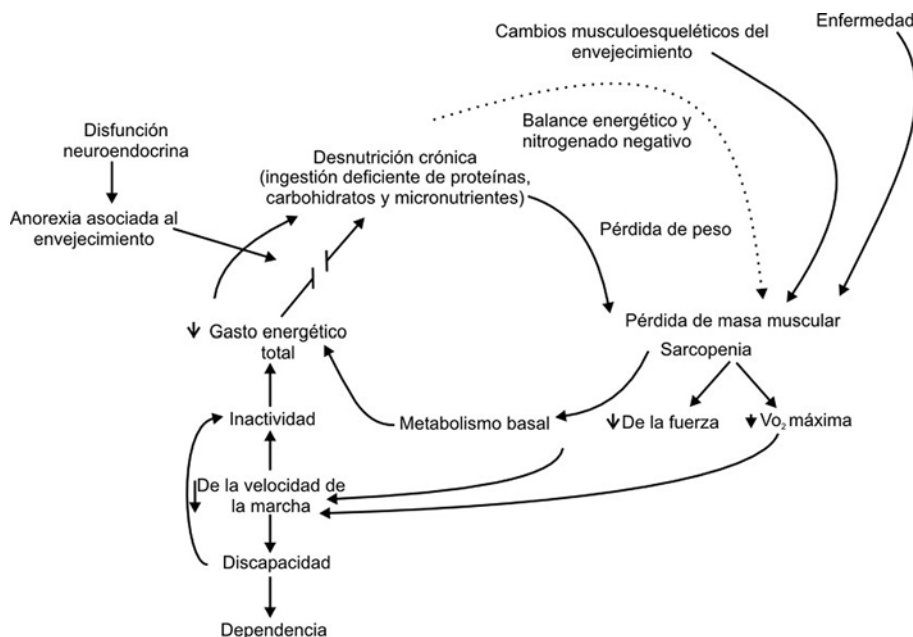 Enfermedad
Cambios musculoesqueléticos del
envejecimiento
Balance energético y
nitrogenado negativo
Disfunción
neuroendocrina
Desnutrición crónica
(ingestión deficiente de proteínas,
carbohidratos y micronutrientes)
Anorexia asociada al
envejecimiento
Pérdida de peso
Gasto energético
total
Pérdida de masa muscular
Sarcopenia
Inactividad
Metabolismo basal
De la fuerza
Vo₂ máxima
De la velocidad de
la marcha
Discapacidad
Dependencia